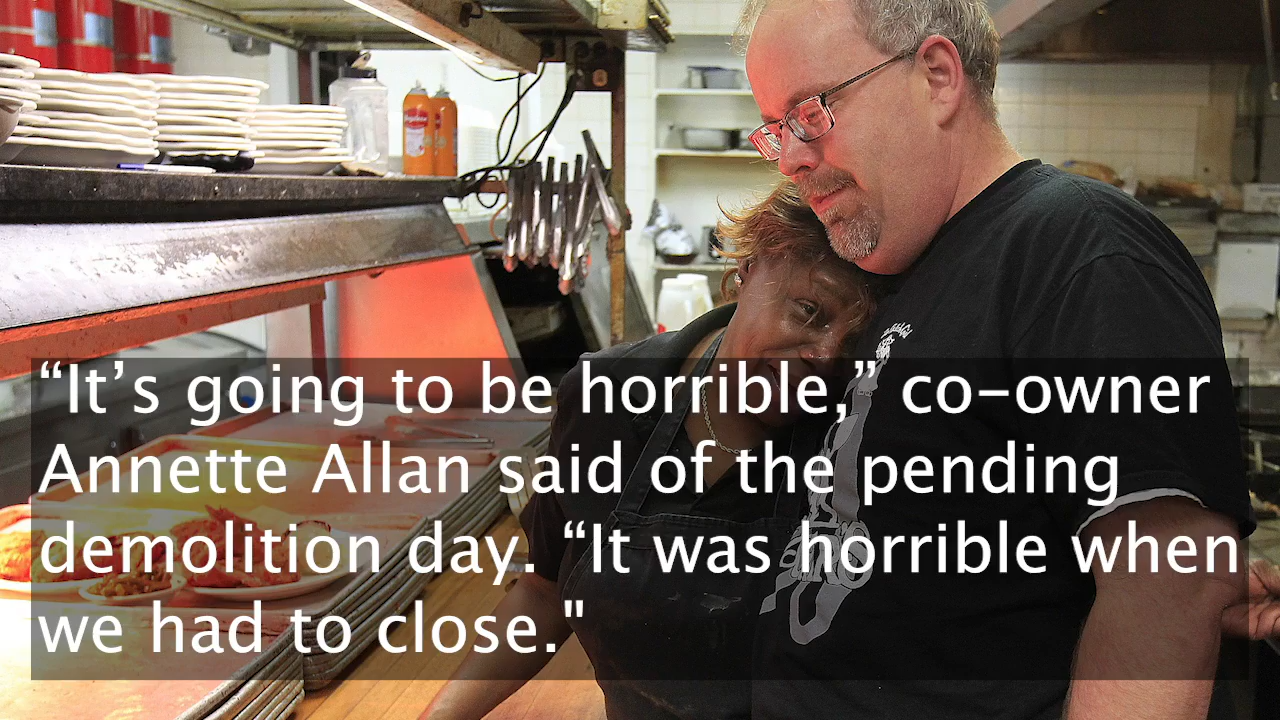 “It’s going to be horrible,” co-owner
Annette Allan said of the pending
demolition day. “It was horrible when
we had to close."